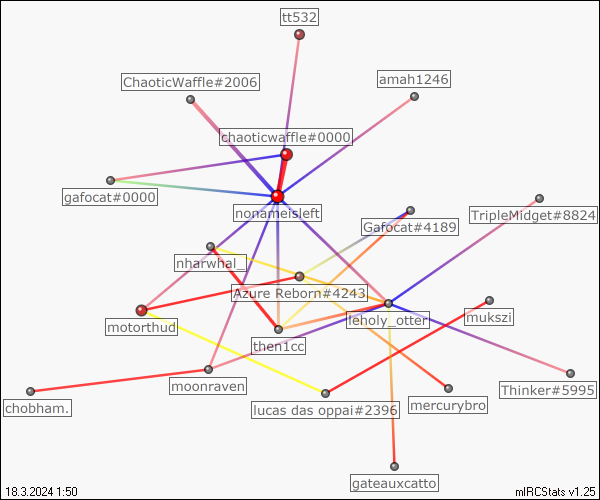 tt532
ChaoticWaffle#2006
amah1246
chaoticwaffle#0000
gafocat#0000
TripleMidget#8824
nonameisleft
Gafocat#4189
nharwhal_
Azure Reborn#4243
leholy_otter
mukszi
motorthud
then1cc
moonraven
Thinker#5995
chobham.
lucas das oppai#2396
mercurybro
gateauxcatto
18.3.2024 1:50
mIRCStats v1.25